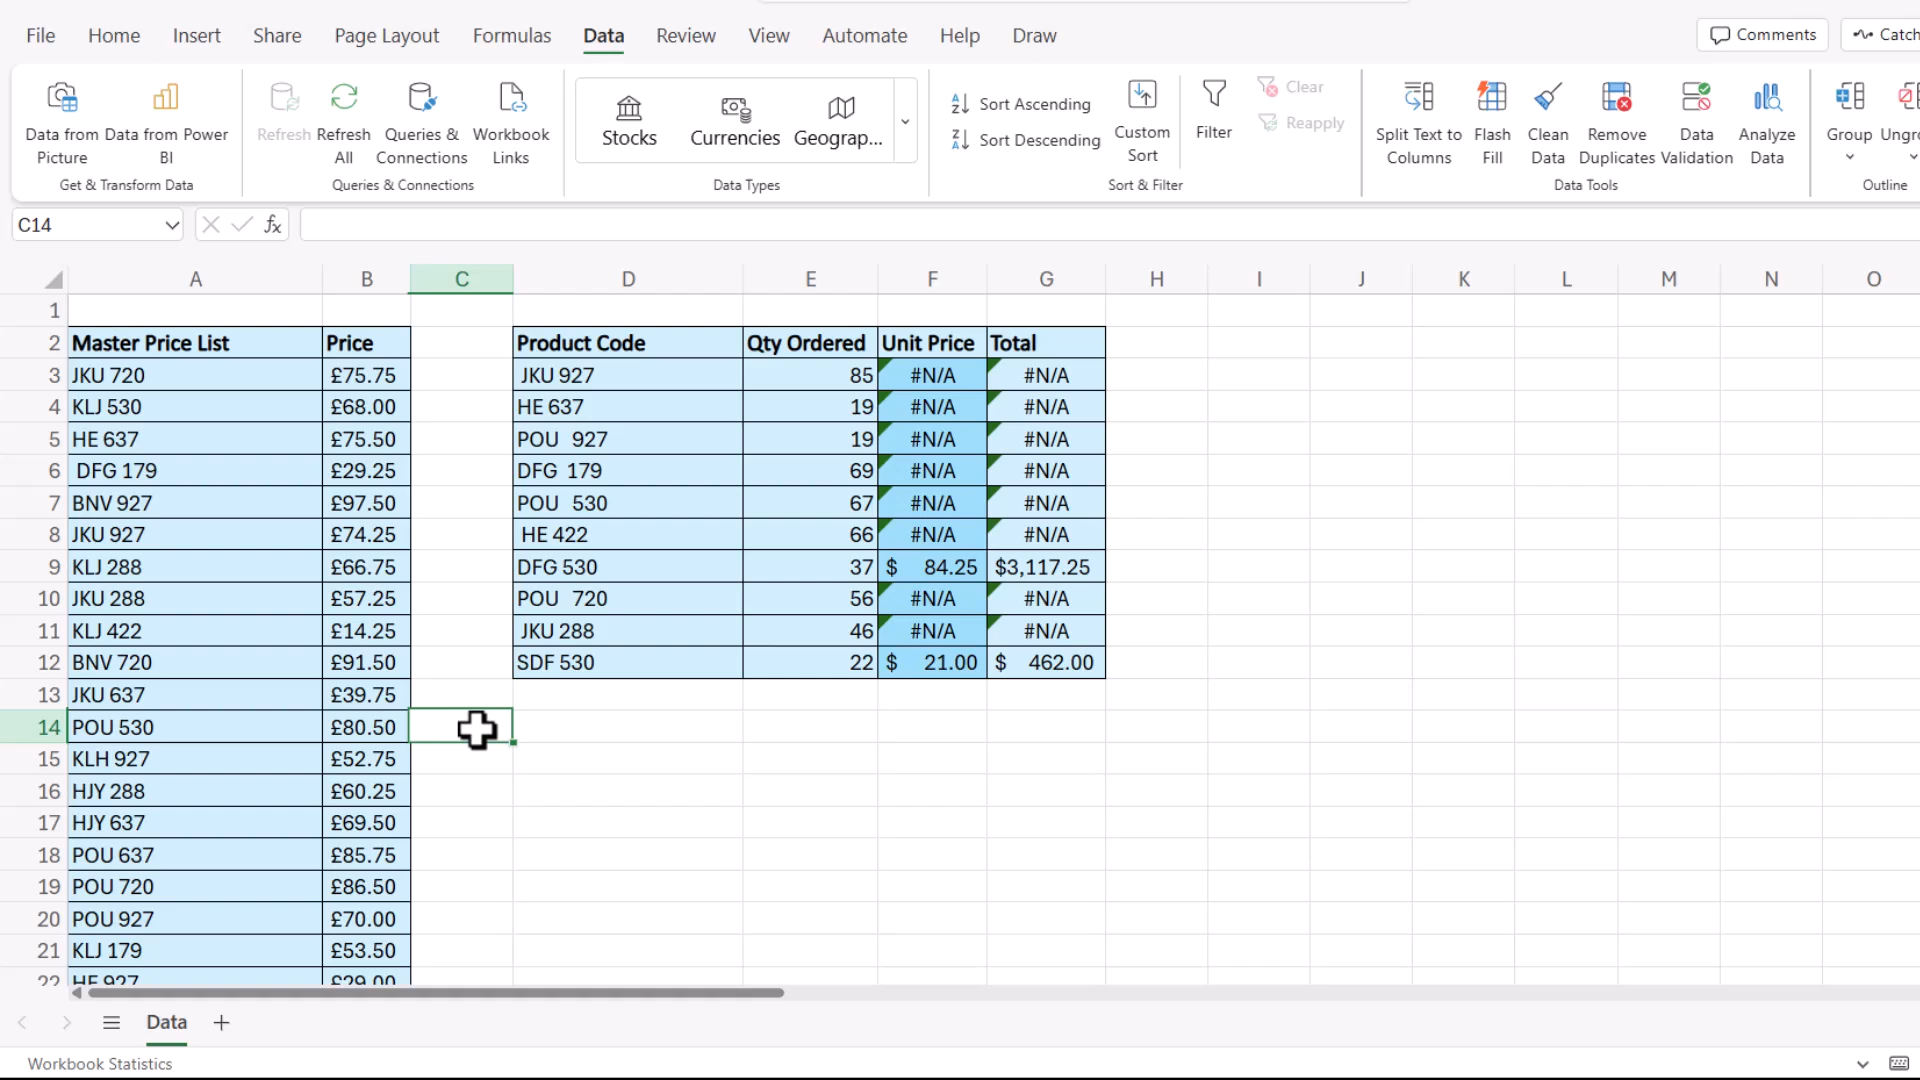 File Home Insert Share Page Layout Formulas Data Review View Automate Help Draw Comments Catch
Data from Picture
Data from Power BI
Get & Transform Data
Refresh
Refresh All
Queries & Connections
Workbook Links
Queries & Connections
Stocks Currencies Geograp...
Data Types
Sort Ascending
Sort Descending
Custom Sort
Filter
Clear
Reapply
Sort & Filter
Split Text to Columns
Flash Fill
Clean Data
Remove Duplicates
Data Validation
Analyze Data
Data Tools
Group
Ungr
Outline
C14 fx
A B C D E F G H I J K L M N O
1
2 Master Price List Price Product Code Qty Ordered Unit Price Total
3 JKU 720 £75.75 JKU 927 85 #N/A #N/A
4 KLJ 530 £68.00 HE 637 19 #N/A #N/A
5 HE 637 £75.50 POU   927 19 #N/A #N/A
6 DFG 179 £29.25 DFG  179 69 #N/A #N/A
7 BNV 927 £97.50 POU   530 67 #N/A #N/A
8 JKU 927 £74.25 HE 422 66 #N/A #N/A
9 KLJ 288 £66.75 DFG 530 37 $ 84.25 $3,117.25
10 JKU 288 £57.25 POU   720 56 #N/A #N/A
11 KLJ 422 £14.25 JKU 288 46 #N/A #N/A
12 BNV 720 £91.50 SDF 530 22 $ 21.00 $ 462.00
13 JKU 637 £39.75
14 POU 530 £80.50
15 KLH 927 £52.75
16 HJY 288 £60.25
17 HJY 637 £69.50
18 POU 637 £85.75
19 POU 720 £86.50
20 POU 927 £70.00
21 KLJ 179 £53.50
22 HE 927 £29.00
Data
Workbook Statistics